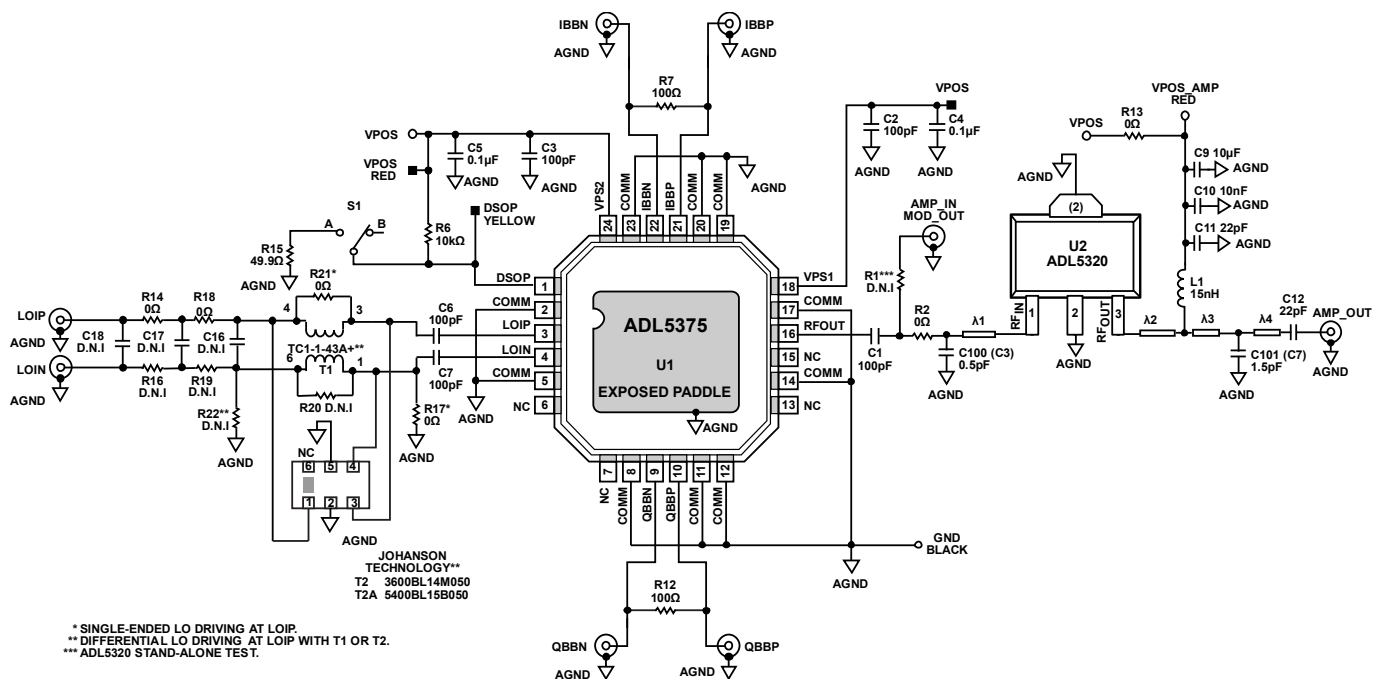 IBBN
AGND
IBBP
AGND
R7
100Ω
VPOS
VPOS
RED
C5
0.1µF
AGND
C3
100pF
AGND
DSOP
YELLOW
S1
A
B
R6
10kΩ
R15
49.9Ω
AGND
VPS2
COMM
IBBN
IBBP
COMM
COMM
24
23
22
21
20
19
AGND
VPOS
C2
100pF
C4
0.1µF
AGND
AGND
AMP_IN
MOD_OUT
AGND
R1***
D.N.I
R2
0Ω
VPOS_AMP
RED
R13
0Ω
VPOS
C9 10µF
AGND
C10 10nF
AGND
C11 22pF
AGND
AGND
(2)
U2
ADL5320
L1
15nH
RFIN
1
2
RFOUT
3
AGND
λ1
λ2
λ3
λ4
C12
22pF
AMP_OUT
AGND
C100 (C3)
0.5pF
AGND
C101 (C7)
1.5pF
AGND
C1
100pF
DSOP
1
COMM
2
LOIP
3
LOIN
4
COMM
5
NC
6
AGND
18
VPS1
17
COMM
16
RFOUT
15
NC
14
COMM
13
NC
ADL5375
U1
EXPOSED PADDLE
AGND
LOIP
AGND
LOIN
AGND
C18
D.N.I
R14
0Ω
C17
D.N.I
R18
0Ω
C16
D.N.I
R16
D.N.I
R19
D.N.I
R22**
D.N.I
AGND
R21*
0Ω
4
3
TC1-1-43A+**
T1
6
1
R20 D.N.I
C6
100pF
C7
100pF
R17*
0Ω
AGND
NC
6
5
4
1
2
3
AGND
JOHANSON
TECHNOLOGY**
T2 3600BL14M050
T2A 5400BL15B050
7
8
9
10
11
12
NC
COMM
QBBN
QBBP
COMM
COMM
GND
BLACK
AGND
R12
100Ω
QBBN
AGND
QBBP
AGND
* SINGLE-ENDED LO DRIVING AT LOIP.
** DIFFERENTIAL LO DRIVING AT LOIP WITH T1 OR T2.
*** ADL5320 STAND-ALONE TEST.